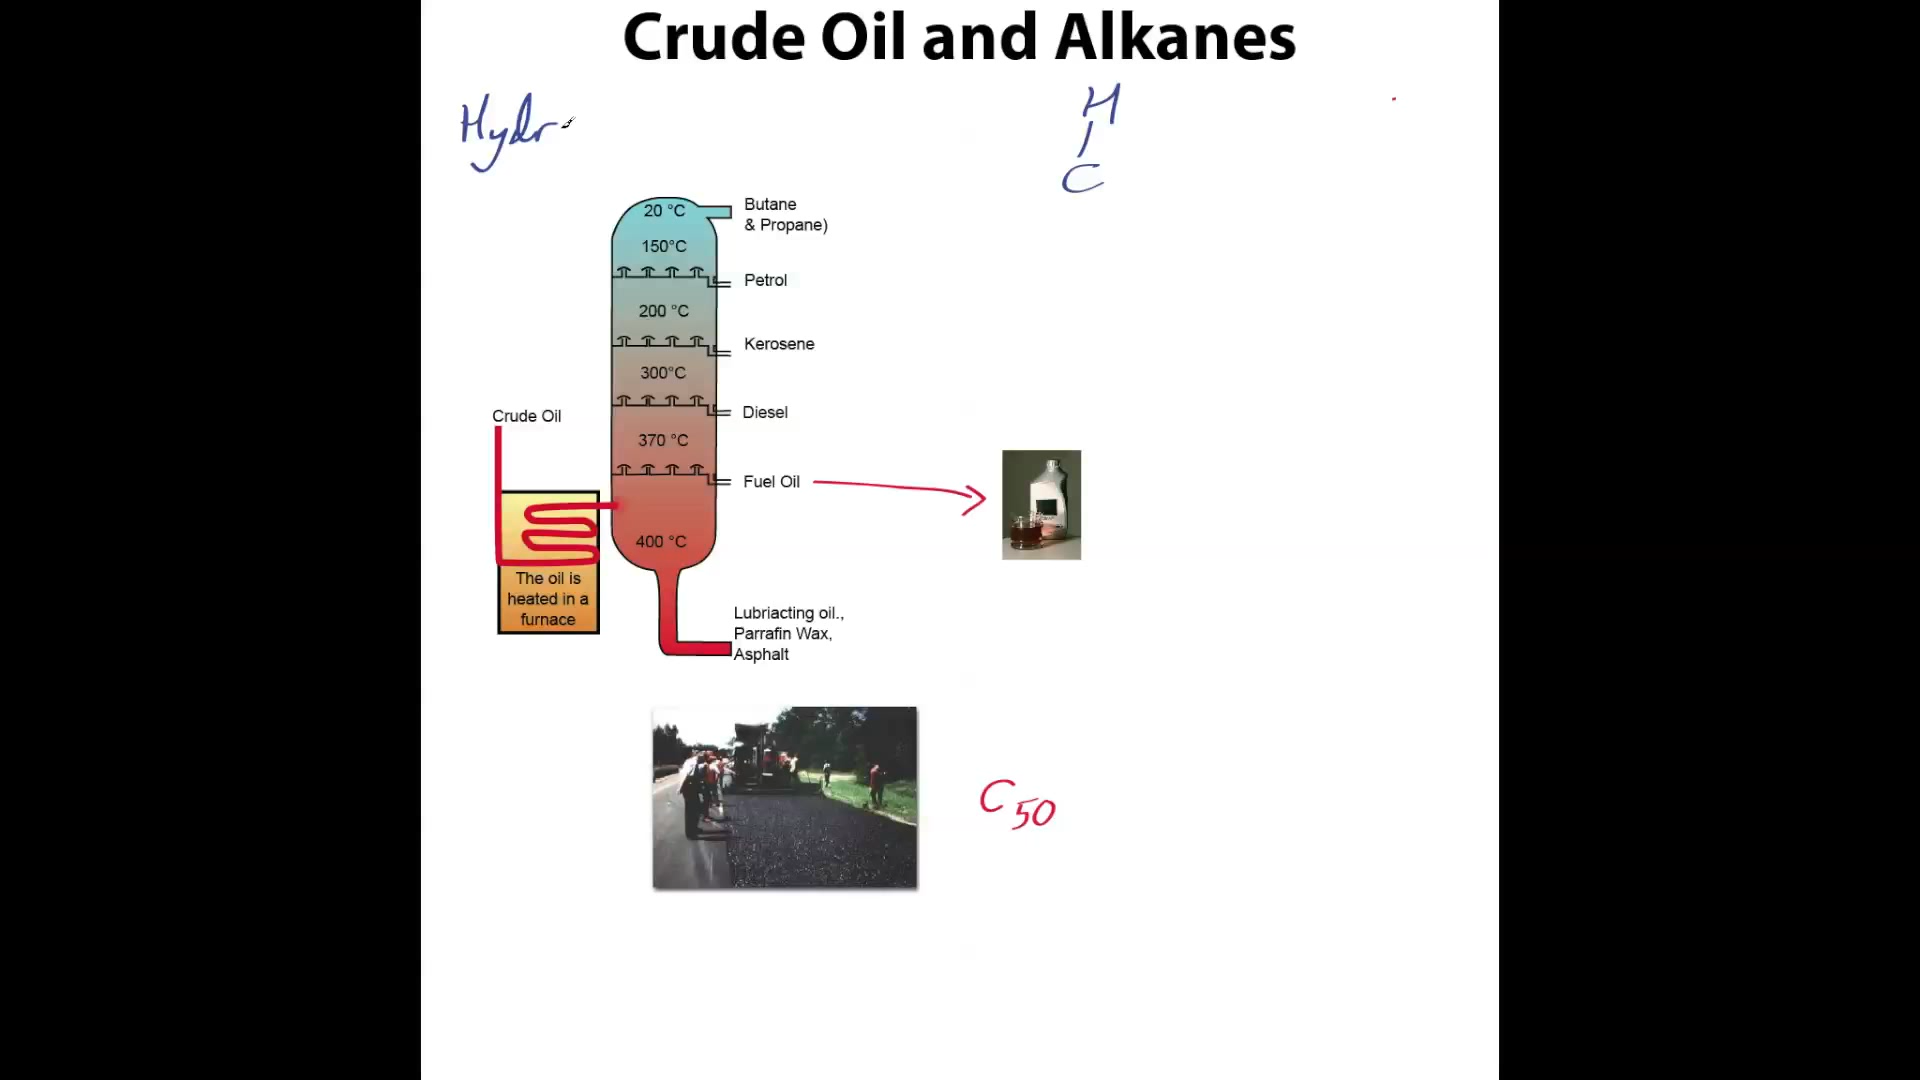 Crude Oil and Alkanes
Hydr
H
C
20 °C
Butane
& Propane)
150°C
Petrol
200 °C
Kerosene
300°C
Diesel
Crude Oil
370 °C
Fuel Oil
400 °C
The oil is
heated in a
furnace
Lubriacting oil.,
Parrafin Wax,
Asphalt
C50